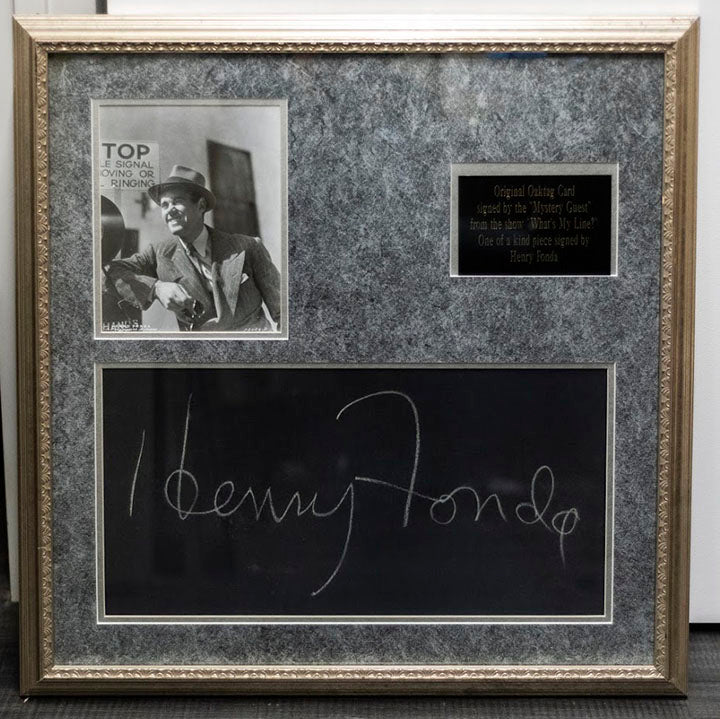 TOP
LE SIGNAL
OVING OR
RINGING
Original Oaktag Card
signed by the "Mystery Guest"
from the show "What's My Line?"
One of a kind piece signed by
Henry Fonda
Henry Fonda